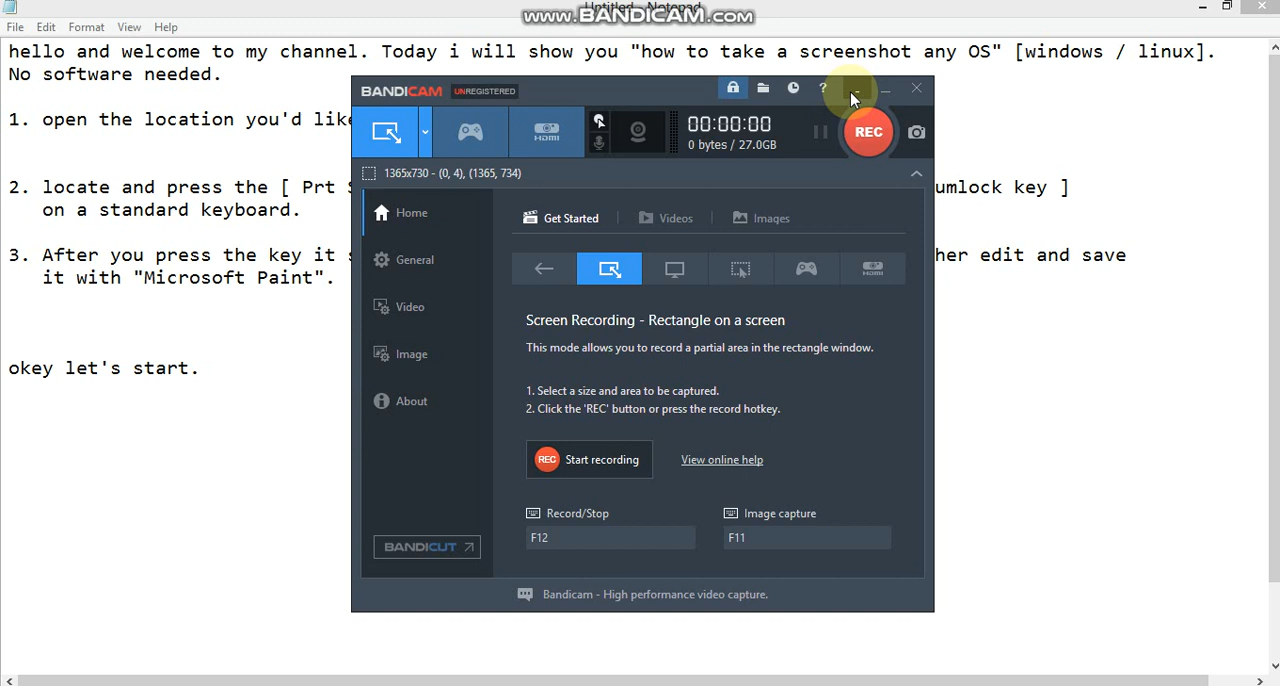 Untitled - Notepad
www.BANDICAM.com
File Edit Format View Help
hello and welcome to my channel. Today i will show you "how to take a screenshot any OS" [windows / linux].
No software needed.
1. open the location you'd like
2. locate and press the [ Prt S
umlock key ]
on a standard keyboard.
3. After you press the key it s
her edit and save
it with "Microsoft Paint".
okey let's start.
BANDICAM UNREGISTERED
?
HDMI
00:00:00
0 bytes / 27.0GB
REC
1365x730 - (0, 4), (1365, 734)
Home
General
Video
Image
About
BANDICUT
Get Started Videos Images
HDMI
Screen Recording - Rectangle on a screen
This mode allows you to record a partial area in the rectangle window.
1. Select a size and area to be captured.
2. Click the 'REC' button or press the record hotkey.
REC Start recording View online help
Record/Stop Image capture
F12 F11
Bandicam - High performance video capture.